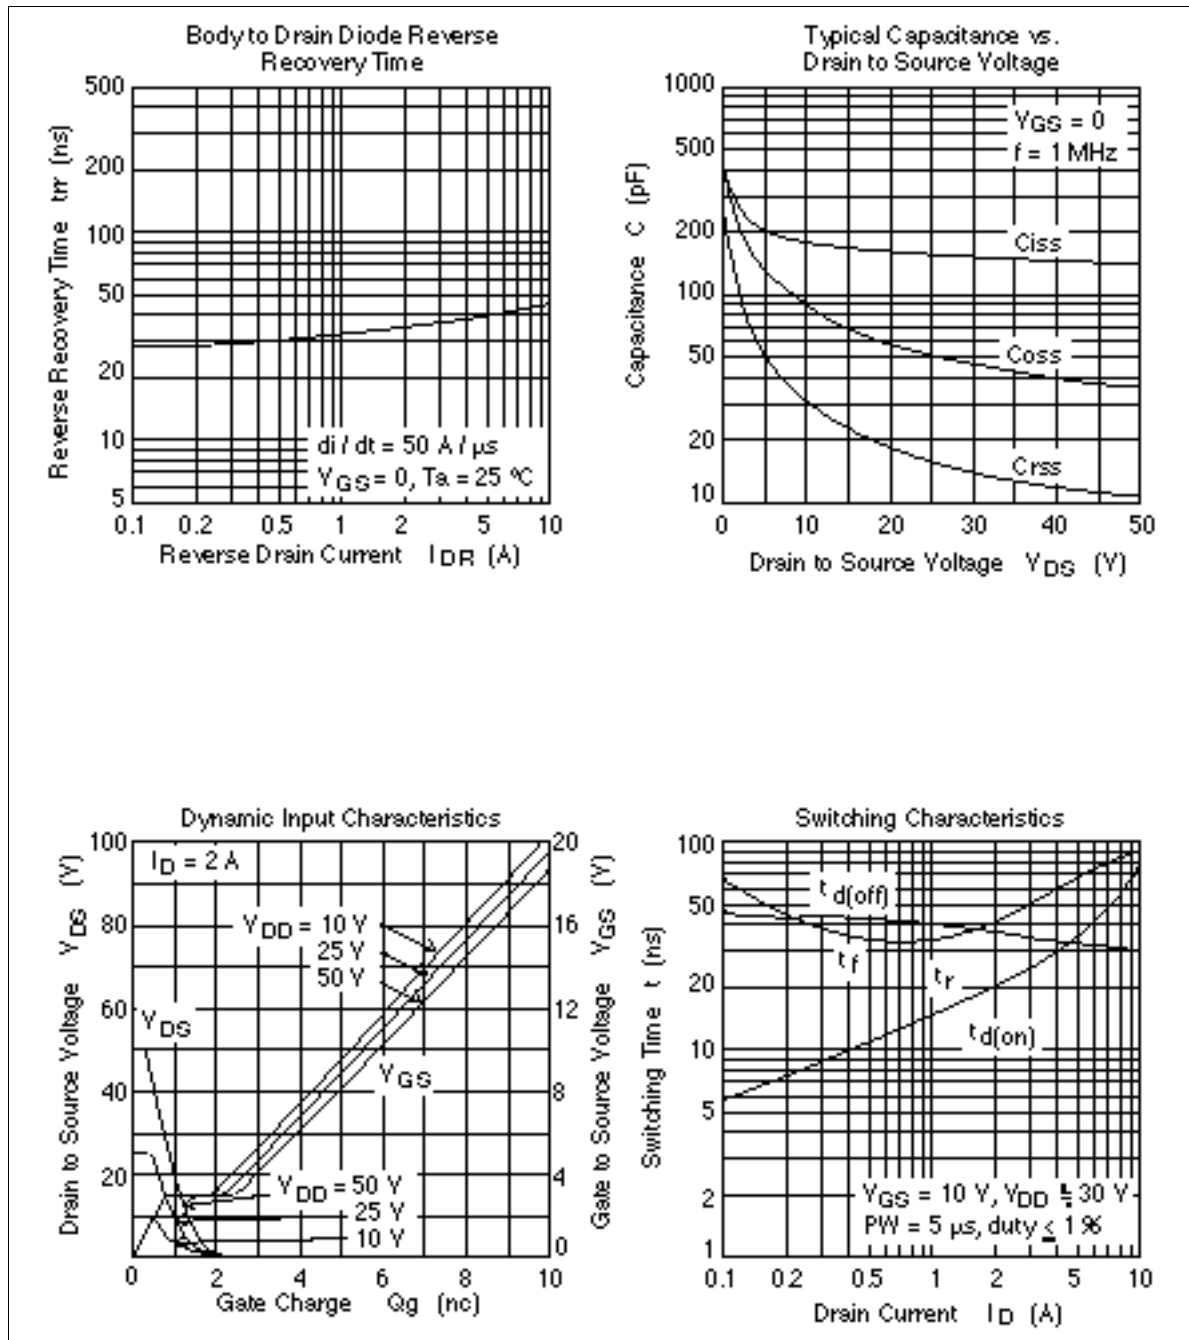 Body to Drain Diode Reverse
Recovery Time
500
200
100
50
20
10
5
Reverse Recovery Time trr (ns)
di / dt = 50 A / µs
VGS = 0, Ta = 25 °C
0.1 0.2 0.5 1 2 5 10
Reverse Drain Current IDR (A)
Typical Capacitance vs.
Drain to Source Voltage
1000
500
200
100
50
20
10
Capacitance C (pF)
VGS = 0
f = 1 MHz
Ciss
Coss
Crss
0 10 20 30 40 50
Drain to Source Voltage VDS (V)
Dynamic Input Characteristics
100
80
60
40
20
0
Drain to Source Voltage VDS (V)
ID = 2 A
VDD = 10 V
25 V
50 V
VDS
VGS
VDD = 50 V
25 V
10 V
20
16
12
8
4
0
Gate to Source Voltage VGS (V)
0 2 4 6 8 10
Gate Charge Qg (nc)
Switching Characteristics
100
50
20
10
5
2
1
Switching Time t (ns)
t d(off)
t f
t r
t d(on)
VGS = 10 V, VDD ≒ 30 V
PW = 5 µs, duty ≤ 1 %
0.1 0.2 0.5 1 2 5 10
Drain Current ID (A)